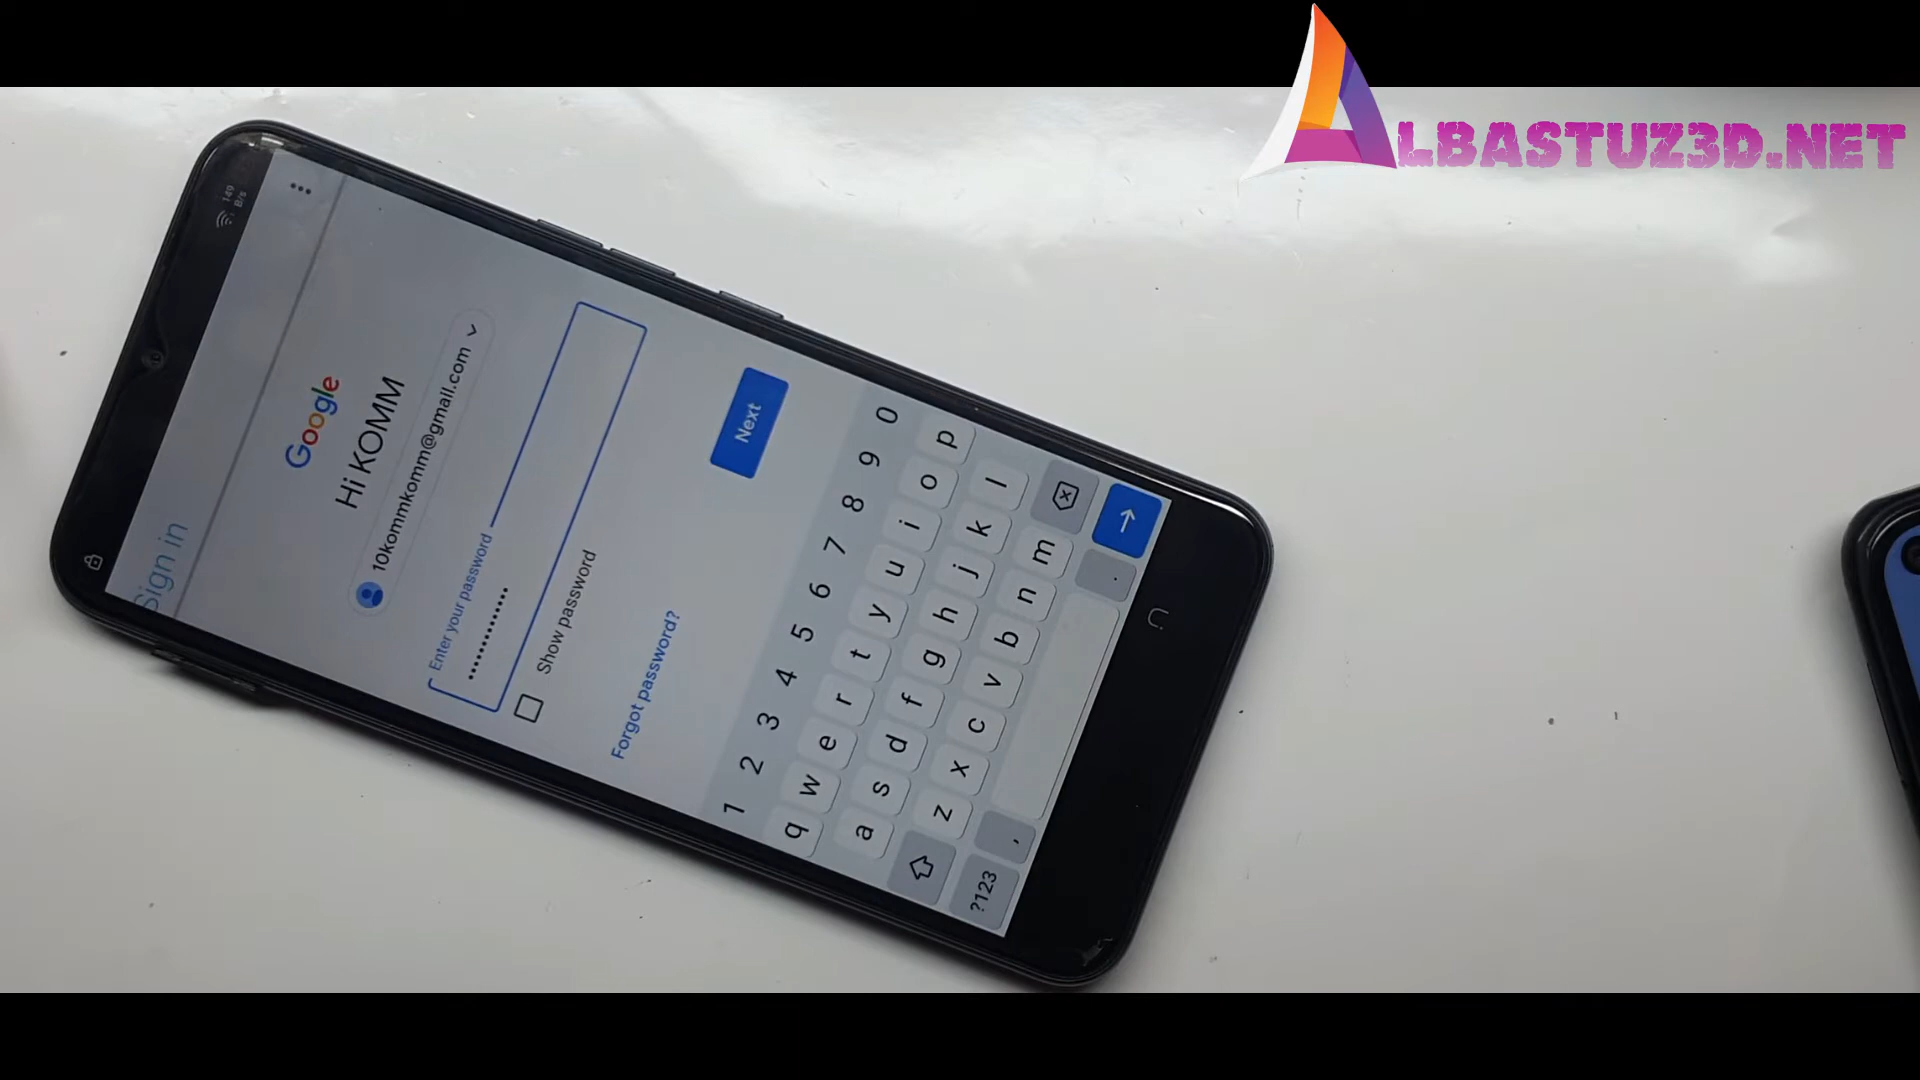 ALBASTUZ3D.NET
149
B/s
Sign in
Google
Hi KOMM
10kommkomm@gmail.com
Enter your password
••••••••••••••
Show password
Forgot password?
Next
1 2 3 4 5 6 7 8 9 0
q w e r t y u i o p
a s d f g h j k l
z x c v b n m
?123 , .